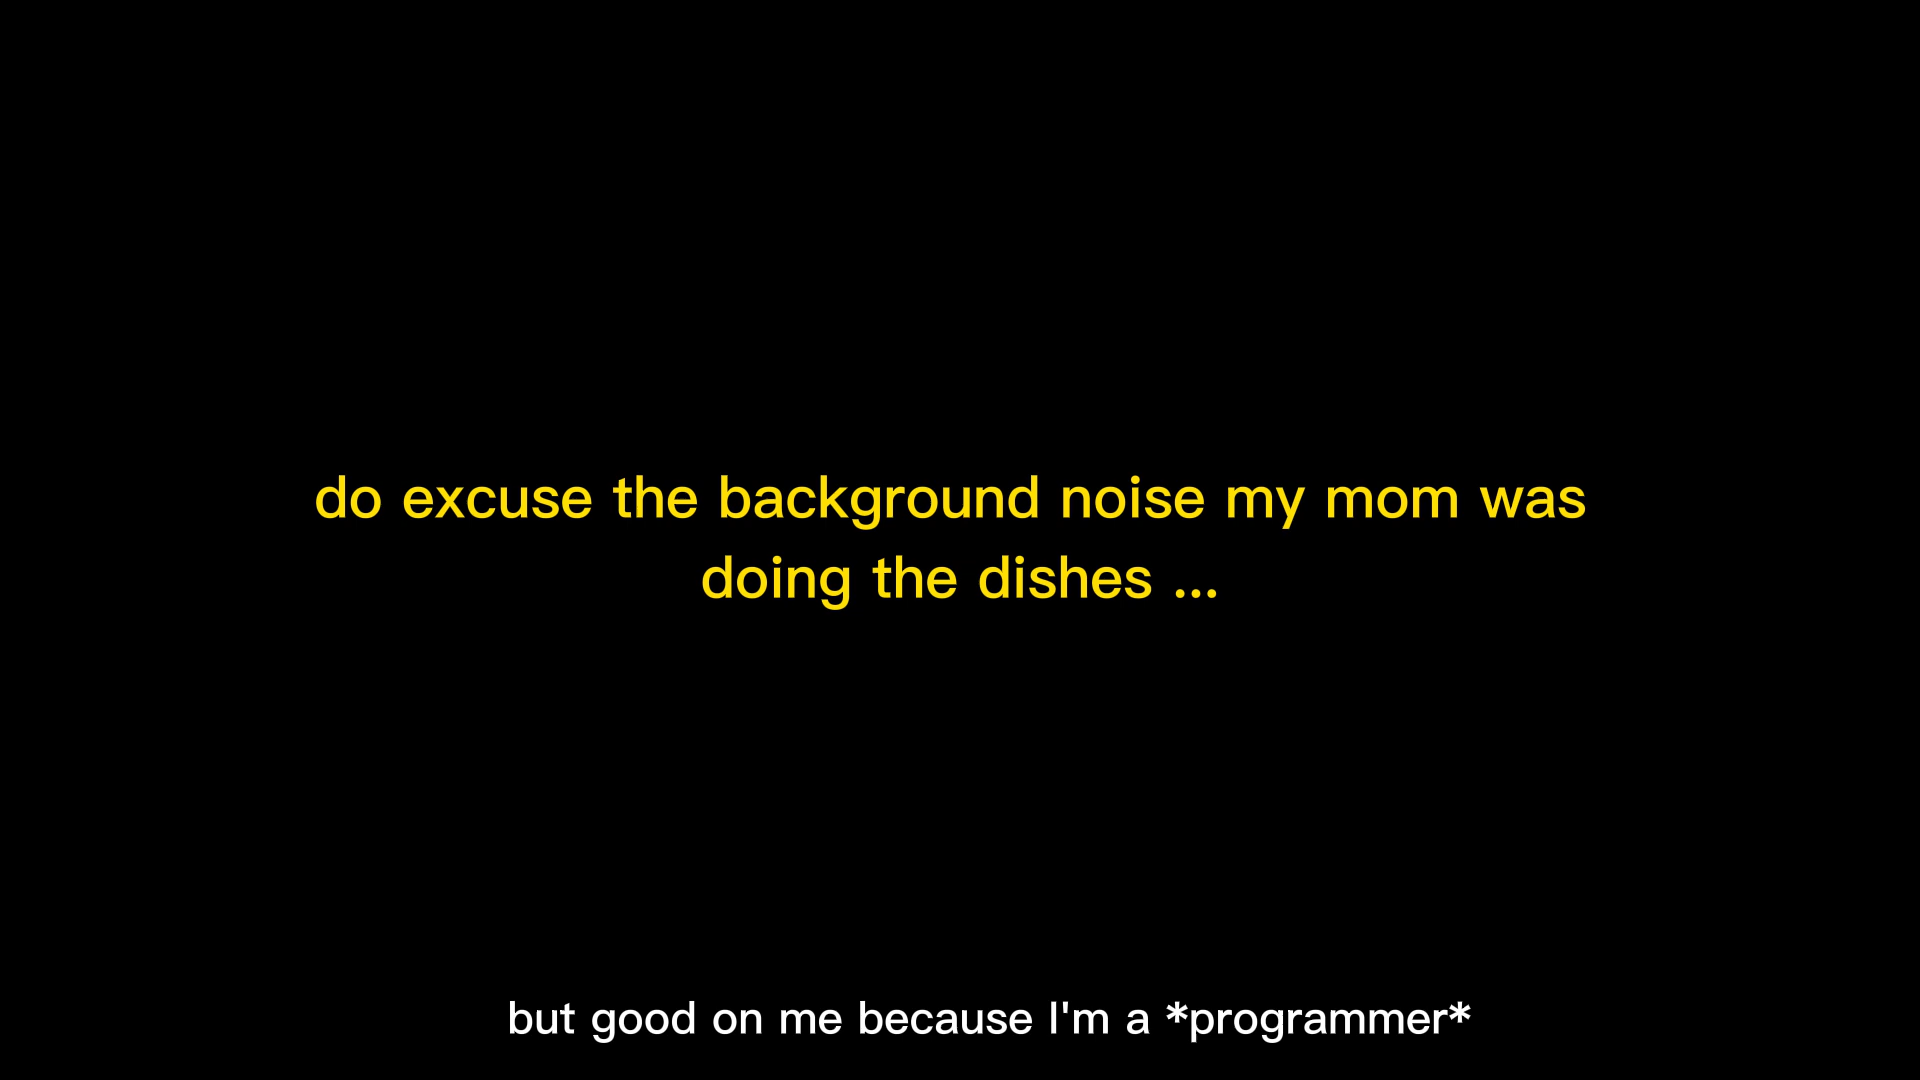 do excuse the background noise my mom was
doing the dishes ...
but good on me because I'm a *programmer*